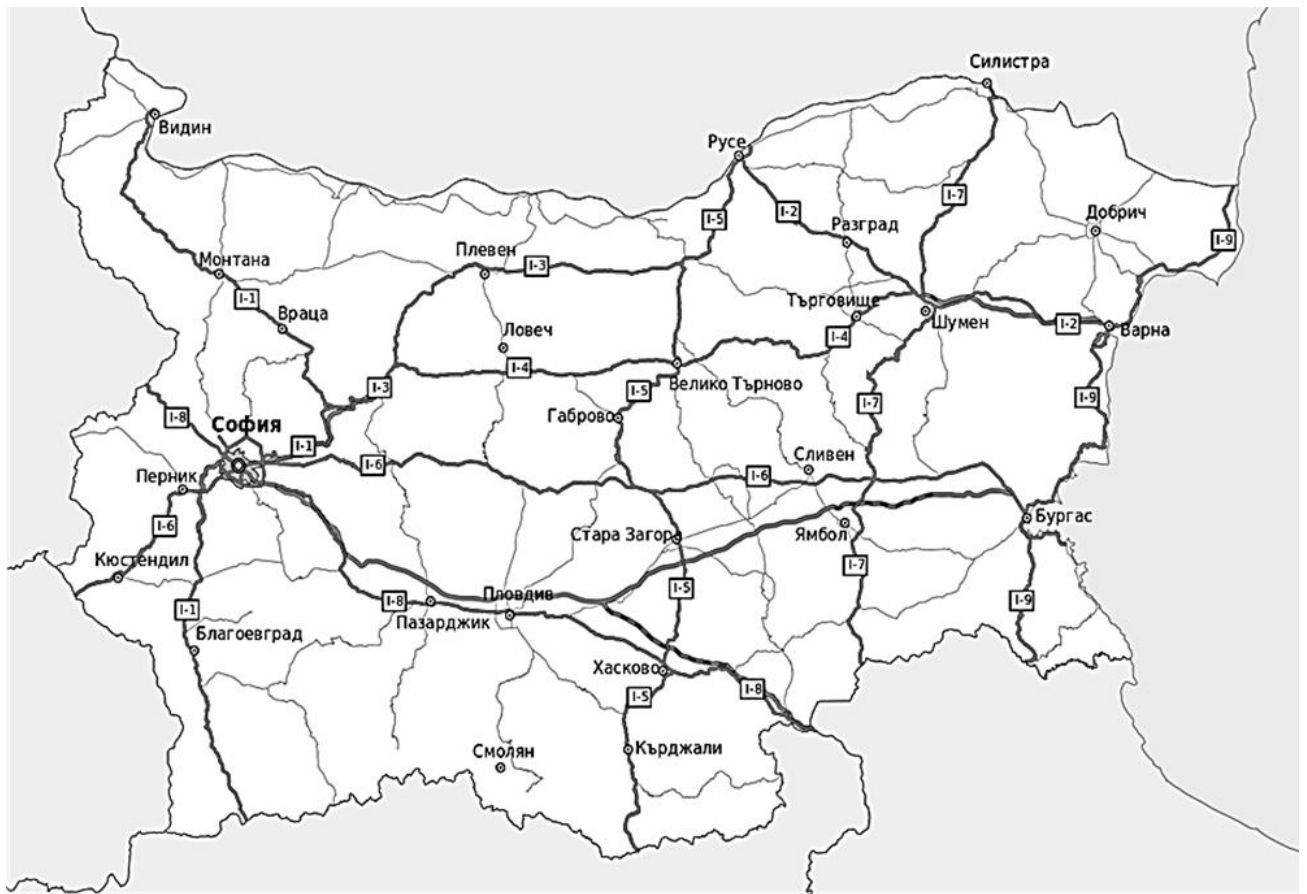 Силистра
Видин
Русе
I-7
I-5
I-2
Добрич
Разград
I-9
Плевен
I-3
Монтана
I-1
Търговище
Враца
Шумен
I-2
Варна
Ловеч
I-4
I-4
I-3
I-5
Велико Търново
I-9
I-8
Габрово
I-7
София
I-1
Сливен
I-6
Перник
I-6
I-6
Бургас
Стара Загора
Ямбол
Кюстендил
I-7
I-5
Пловдив
I-1
I-8
I-9
Пазарджик
Благоевград
Хасково
I-8
I-5
Смолян
Кърджали